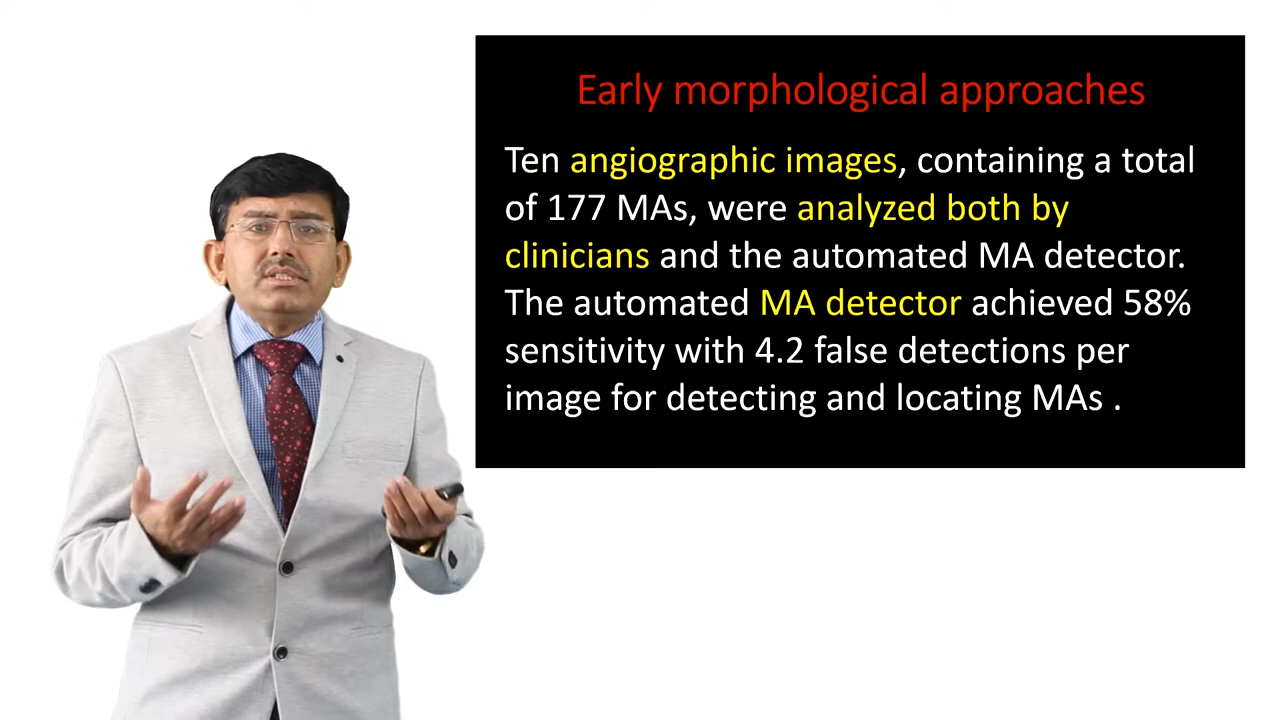 Early morphological approaches
Ten angiographic images, containing a total
of 177 MAs, were analyzed both by
clinicians and the automated MA detector.
The automated MA detector achieved 58%
sensitivity with 4.2 false detections per
image for detecting and locating MAs .